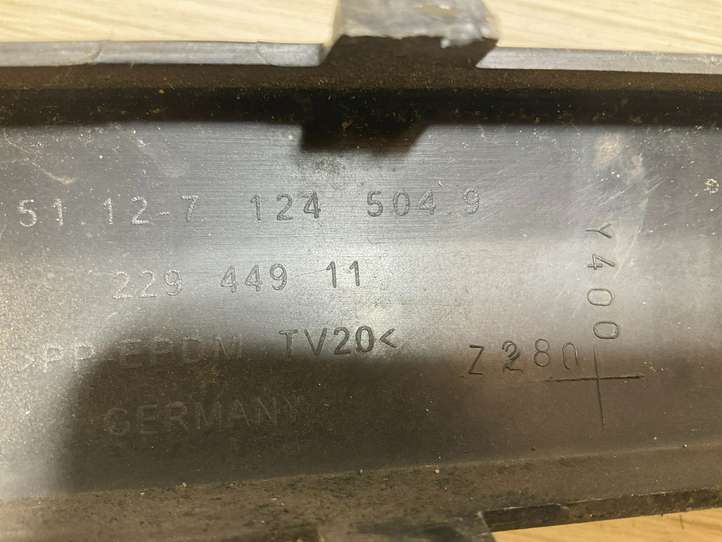 51.12-7 124 504.9
229 449 11
>PP EPDM TV20<
GERMANY
Y400
Z280